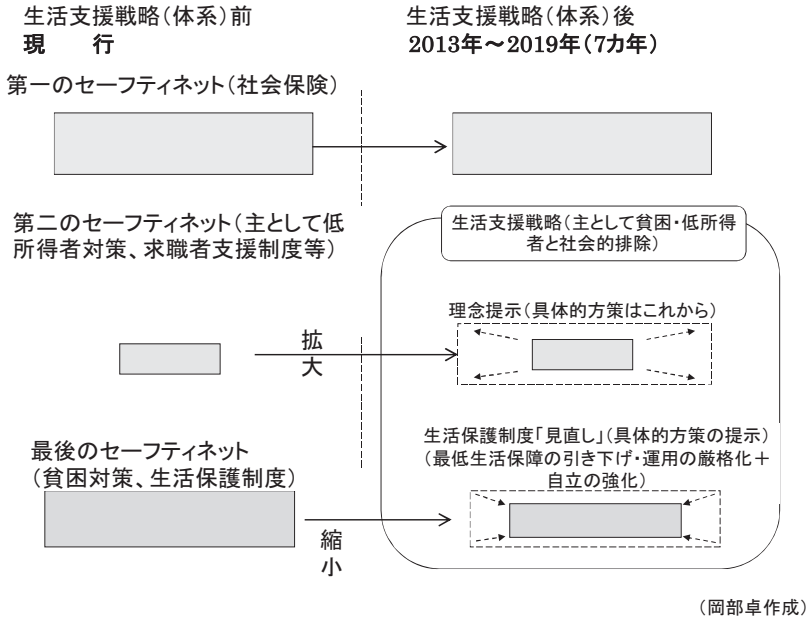 生活支援戦略（体系）前
現　　行
生活支援戦略（体系）後
2013年～2019年（7カ年）
第一のセーフティネット（社会保険）
第二のセーフティネット（主として低
所得者対策、求職者支援制度等）
生活支援戦略（主として貧困・低所得
者と社会的排除）
理念提示（具体的方策はこれから）
拡
大
最後のセーフティネット
（貧困対策、生活保護制度）
生活保護制度「見直し」（具体的方策の提示）
（最低生活保障の引き下げ・運用の厳格化＋
自立の強化）
縮
小
（岡部卓作成）